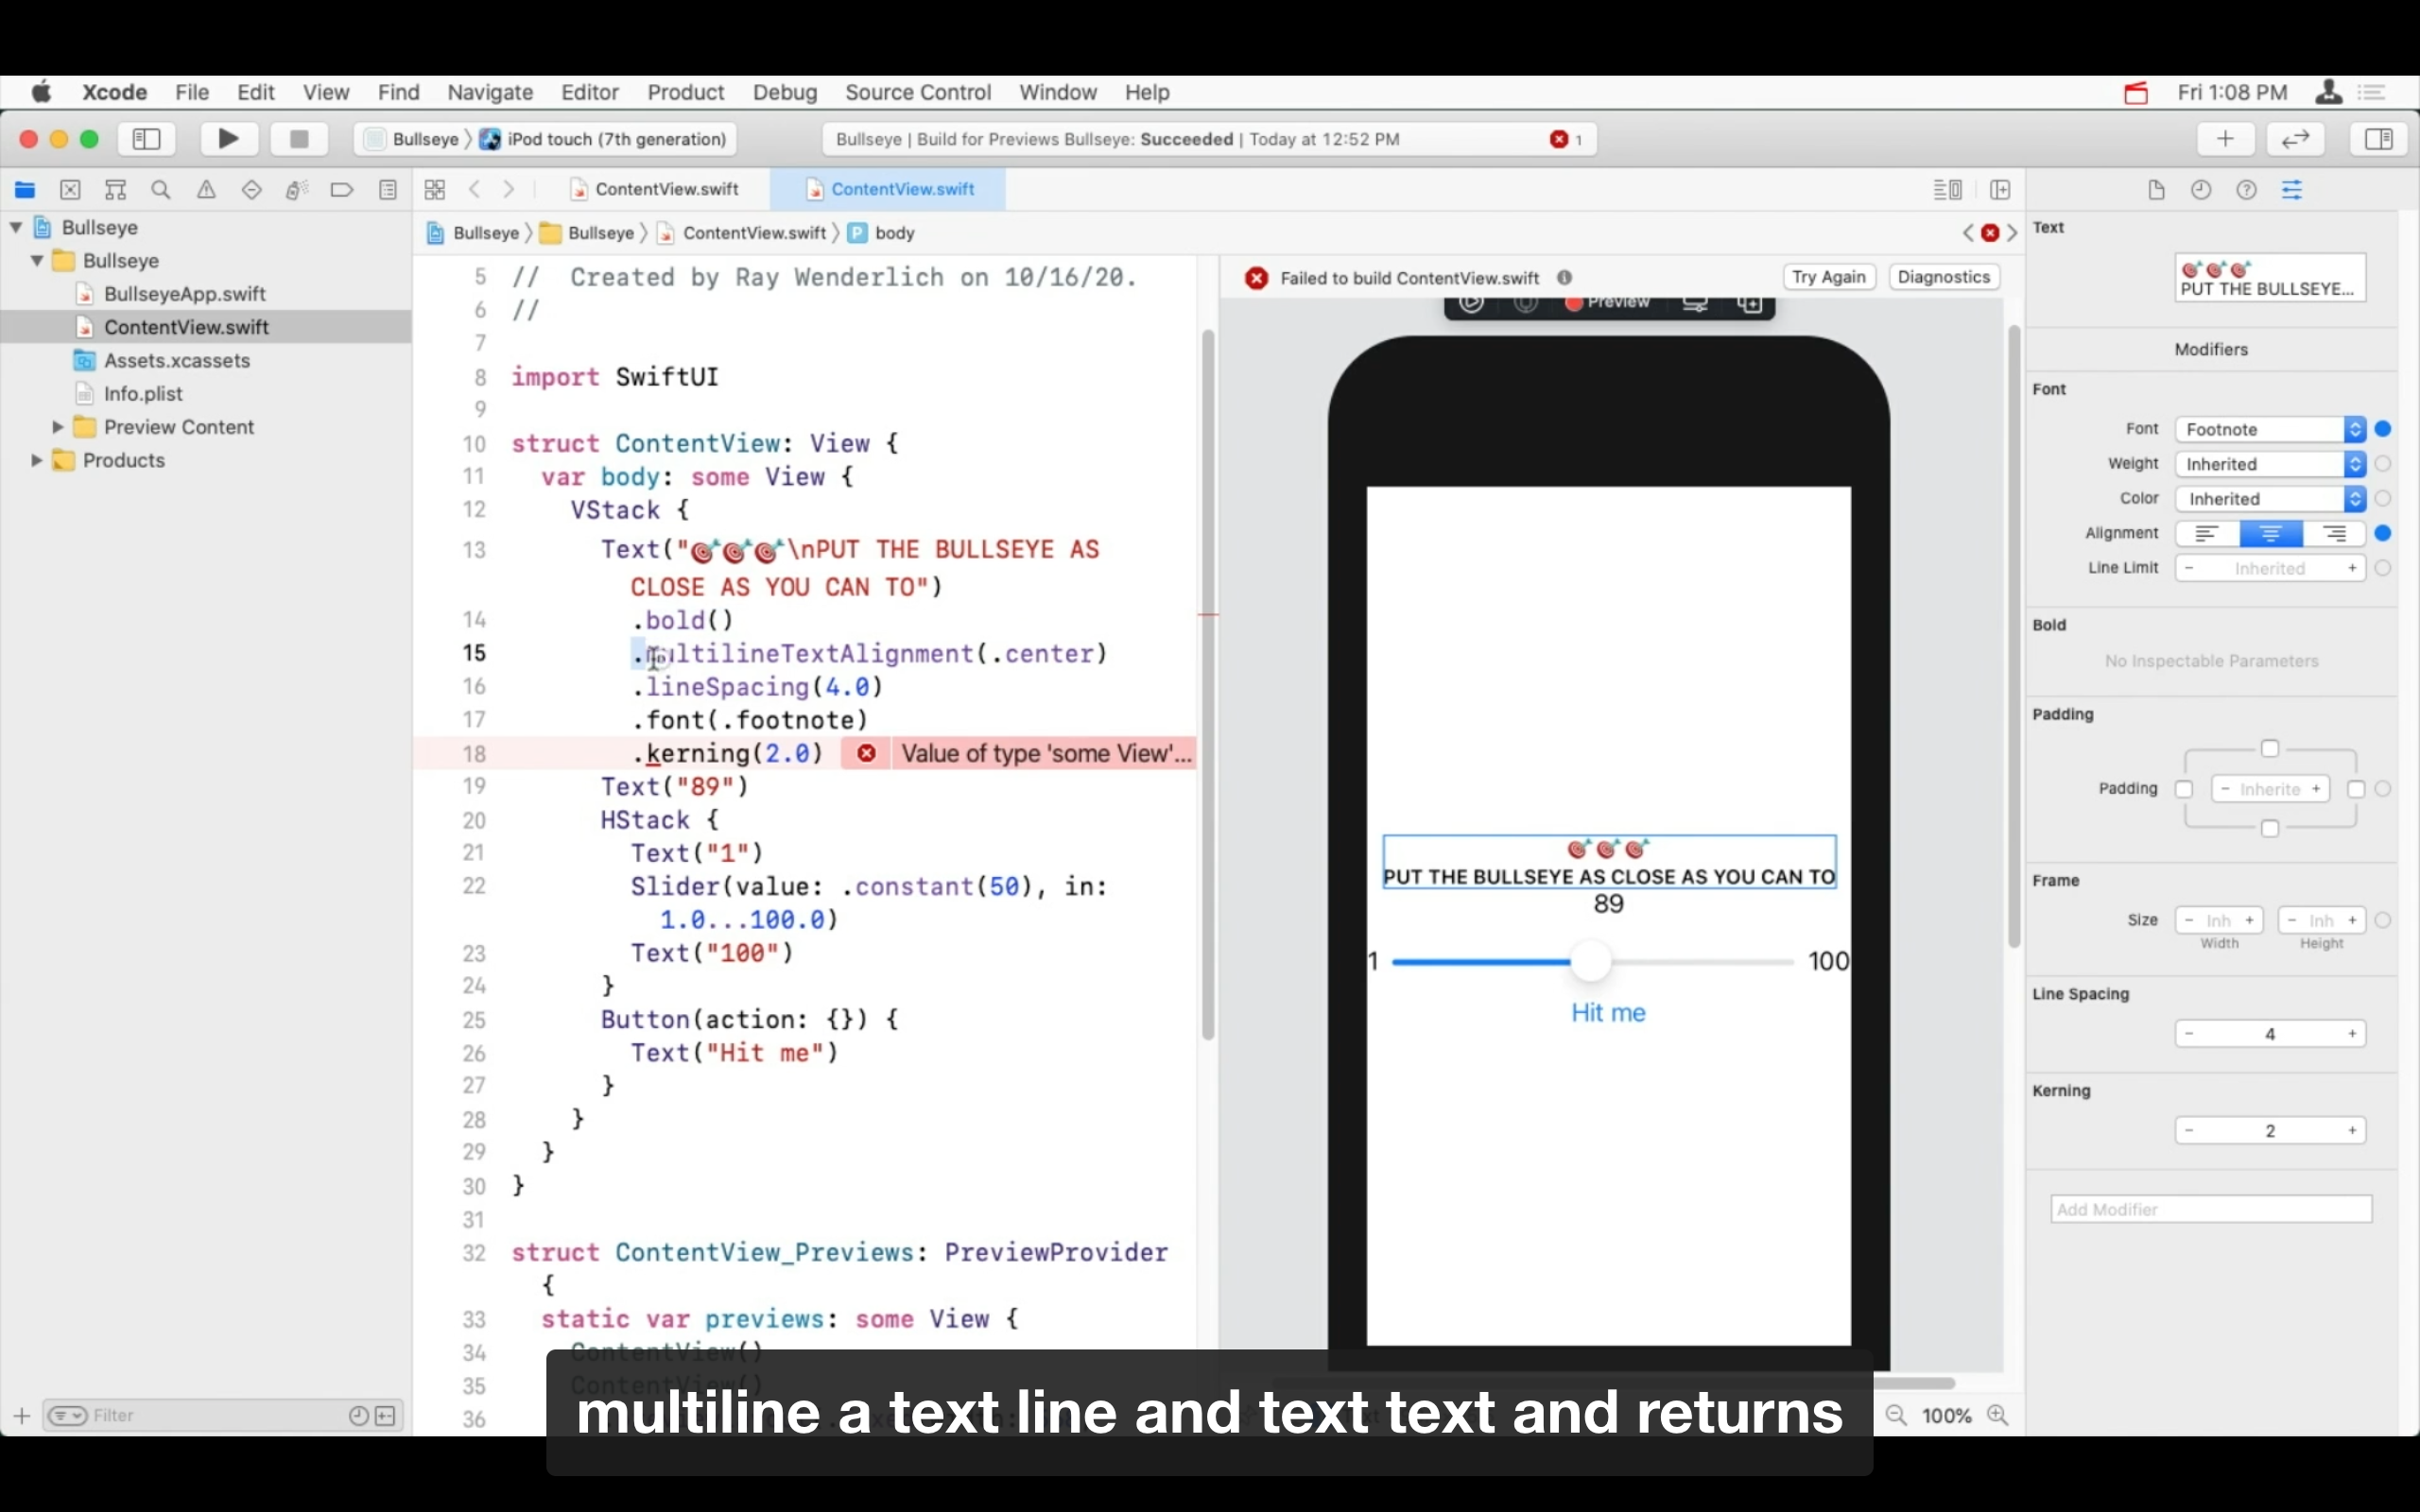 Xcode File Edit View Find Navigate Editor Product Debug Source Control Window Help Fri 1:08 PM
Bullseye iPod touch (7th generation) Bullseye | Build for Previews Bullseye: Succeeded | Today at 12:52 PM 1
ContentView.swift ContentView.swift
Bullseye Bullseye ContentView.swift body
Bullseye
Bullseye
BullseyeApp.swift
ContentView.swift
Assets.xcassets
Info.plist
Preview Content
Products
Filter
5 // Created by Ray Wenderlich on 10/16/20.
6 //
7
8 import SwiftUI
9
10 struct ContentView: View {
11 var body: some View {
12 VStack {
13 Text("🎯🎯🎯\nPUT THE BULLSEYE AS
CLOSE AS YOU CAN TO")
14 .bold()
15 .multilineTextAlignment(.center)
16 .lineSpacing(4.0)
17 .font(.footnote)
18 .kerning(2.0) Value of type 'some View'...
19 Text("89")
20 HStack {
21 Text("1")
22 Slider(value: .constant(50), in:
1.0...100.0)
23 Text("100")
24 }
25 Button(action: {}) {
26 Text("Hit me")
27 }
28 }
29 }
30 }
31
32 struct ContentView_Previews: PreviewProvider
{
33 static var previews: some View {
34 ContentView()
35 ContentView()
36
Failed to build ContentView.swift Try Again Diagnostics
Preview
🎯🎯🎯
PUT THE BULLSEYE AS CLOSE AS YOU CAN TO
89
1 100
Hit me
100%
Text
🎯🎯🎯
PUT THE BULLSEYE...
Modifiers
Font
Font Footnote
Weight Inherited
Color Inherited
Alignment
Line Limit - Inherited +
Bold
No Inspectable Parameters
Padding
Padding - Inherite +
Frame
Size - Inh + - Inh +
Width Height
Line Spacing
- 4 +
Kerning
- 2 +
Add Modifier
multiline a text line and text text and returns